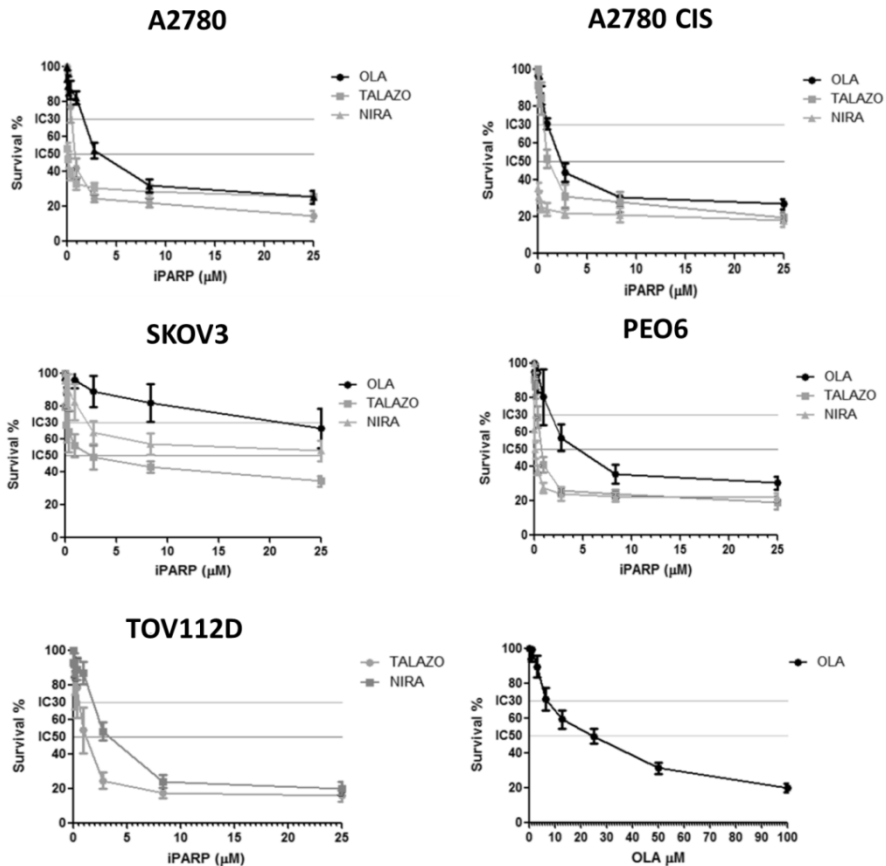 A2780
Survival %
100
80
IC30
60
IC50
40
20
0
0 5 10 15 20 25
iPARP (μM)
OLA
TALAZO
NIRA
A2780 CIS
Survival %
100
80
IC30
60
IC50
40
20
0
0 5 10 15 20 25
iPARP (μM)
OLA
TALAZO
NIRA
SKOV3
Survival %
100
80
IC30
60
IC50
40
20
0
0 5 10 15 20 25
iPARP (μM)
OLA
TALAZO
NIRA
PEO6
Survival %
100
80
IC30
60
IC50
40
20
0
0 5 10 15 20 25
iPARP (μM)
OLA
TALAZO
NIRA
TOV112D
Survival %
100
80
IC30
60
IC50
40
20
0
0 5 10 15 20 25
iPARP (μM)
TALAZO
NIRA
Survival %
100
80
IC30
60
IC50
40
20
0
0 10 20 30 40 50 60 70 80 90 100
OLA μM
OLA